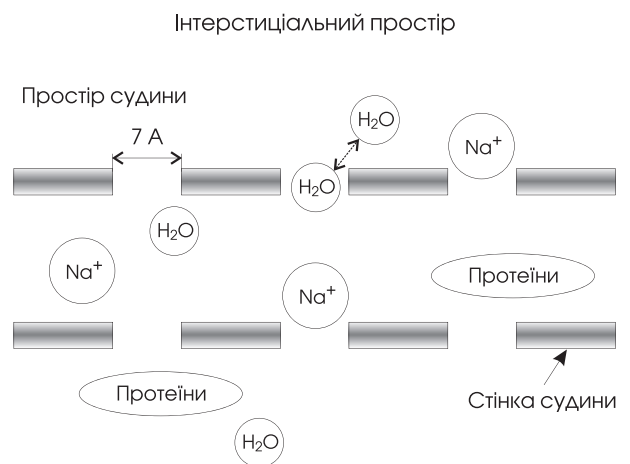 Інтерстиціальний простір
Простір судини
7 А
H₂O
Na⁺
H₂O
H₂O
Na⁺
Na⁺
Протеїни
Протеїни
Стінка судини
H₂O